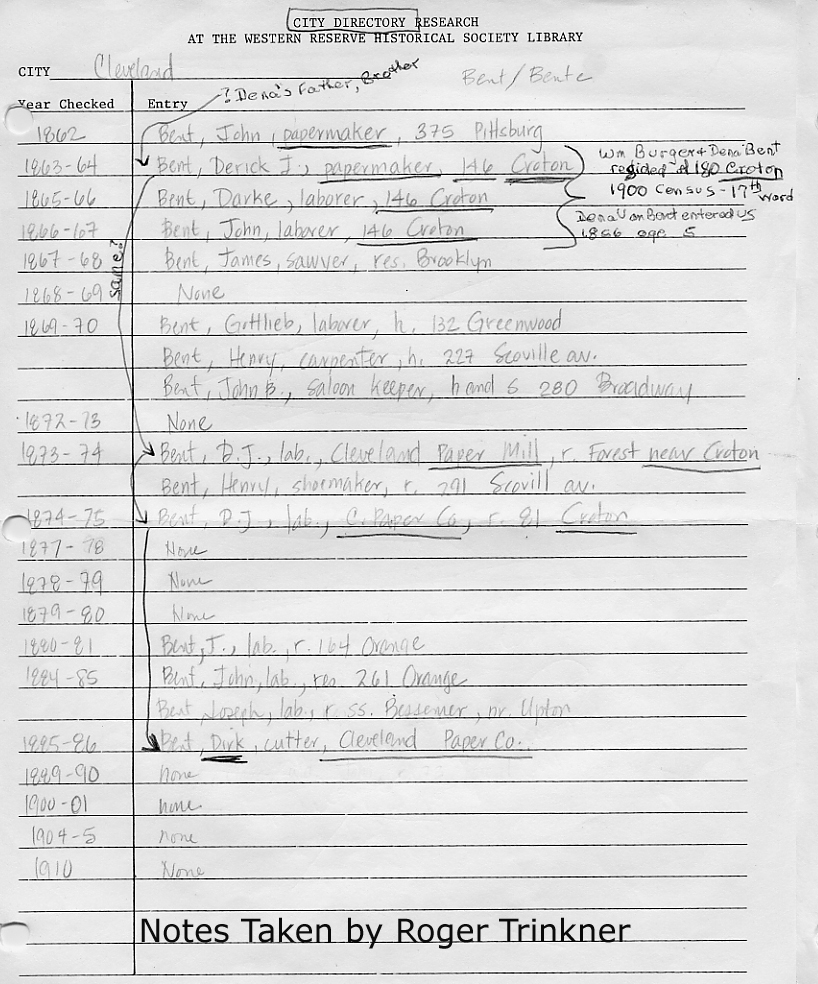 CITY DIRECTORY RESEARCH
AT THE WESTERN RESERVE HISTORICAL SOCIETY LIBRARY
CITY Cleveland Bent/Bente
? Dena's Father, Brother
Year Checked Entry
1862 Bent, John, papermaker, 375 Pittsburg
1863-64 Bent, Derick J., papermaker, 146 Croton
1865-66 Bent, Darke, laborer, 146 Croton
1866-67 Bent, John, laborer, 146 Croton
Wm Burger & Dena Bent
resided at 180 Croton
1900 census - 17th ward
Dena Van Bent entered US
1866 age 5
same?
1867-68 Bent, James, sawyer, res. Brooklyn
1868-69 None
1869-70 Bent, Gottlieb, laborer, h. 132 Greenwood
Bent, Henry, carpenter, h. 227 Scoville av.
Bent, John B., saloon keeper, h and s 280 Broadway
1872-73 None
1873-74 Bent, D.J., lab., Cleveland Paper Mill, r. Forest near Croton
Bent, Henry, shoemaker, r. 291 Scovill av.
1874-75 Bent, D.J., lab., C. Paper Co, r. 81 Croton
1877-78 None
1878-79 None
1879-80 None
1880-81 Bent, J., lab., r. 164 Orange
1884-85 Bent, John, lab., res. 261 Orange
Bent Joseph, lab., r. ss. Bessemer, nr. Upton
1885-86 Bent, Dirk, cutter, Cleveland Paper Co.
1889-90 none
1900-01 none
1904-5 none
1910 None
Notes Taken by Roger Trinkner